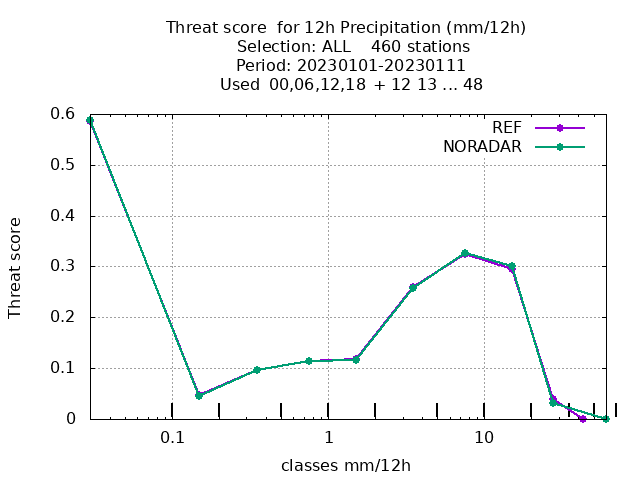 Threat score for 12h Precipitation (mm/12h)
Selection: ALL 460 stations
Period: 20230101-20230111
Used 00,06,12,18 + 12 13 ... 48
REF
NORADAR
Threat score
0.6
0.5
0.4
0.3
0.2
0.1
0
0.1 1 10
classes mm/12h